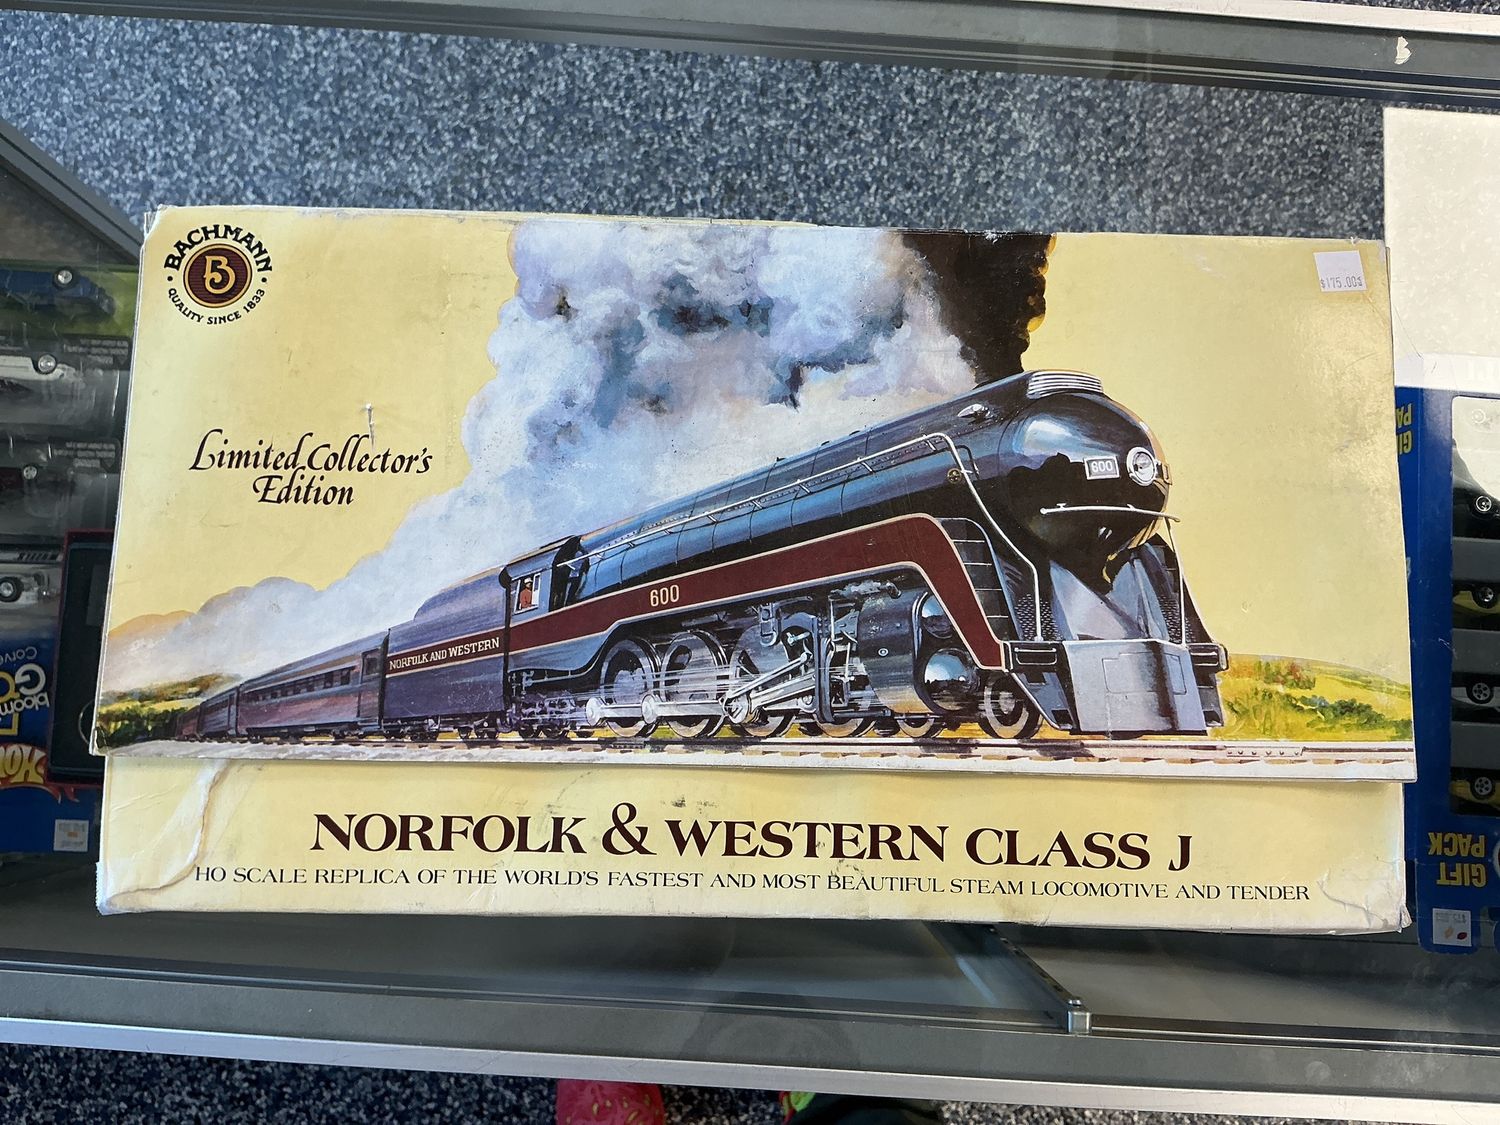 BACHMANN
B
QUALITY SINCE 1833
$175.00
Limited Collector's
Edition
600
600
NORFOLK AND WESTERN
NORFOLK & WESTERN CLASS J
HO SCALE REPLICA OF THE WORLD'S FASTEST AND MOST BEAUTIFUL STEAM LOCOMOTIVE AND TENDER
GIFT
PACK